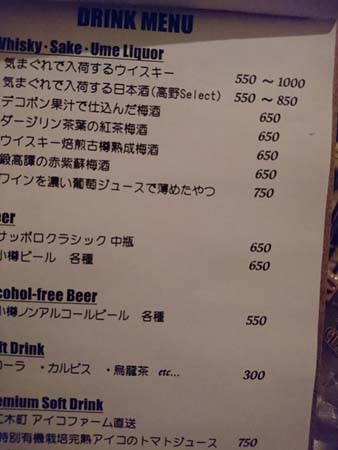 DRINK MENU
Whisky・Sake・Ume Liquor
気まぐれで入荷するウイスキー 550 ～ 1000
気まぐれで入荷する日本酒(高野Select) 550 ～ 850
デコポン果汁で仕込んだ梅酒 650
ダージリン茶葉の紅茶梅酒 650
ウイスキー焙煎古樽熟成梅酒 650
鍛高譚の赤紫蘇梅酒 650
ワインを濃い葡萄ジュースで薄めたやつ 750
eer
サッポロクラシック 中瓶 650
小樽ビール 各種 650
cohol-free Beer
小樽ノンアルコールビール 各種 550
ft Drink
コーラ ・カルピス ・烏龍茶 etc... 300
emium Soft Drink
木町 アイコファーム直送
特別有機栽培完熟アイコのトマトジュース 750